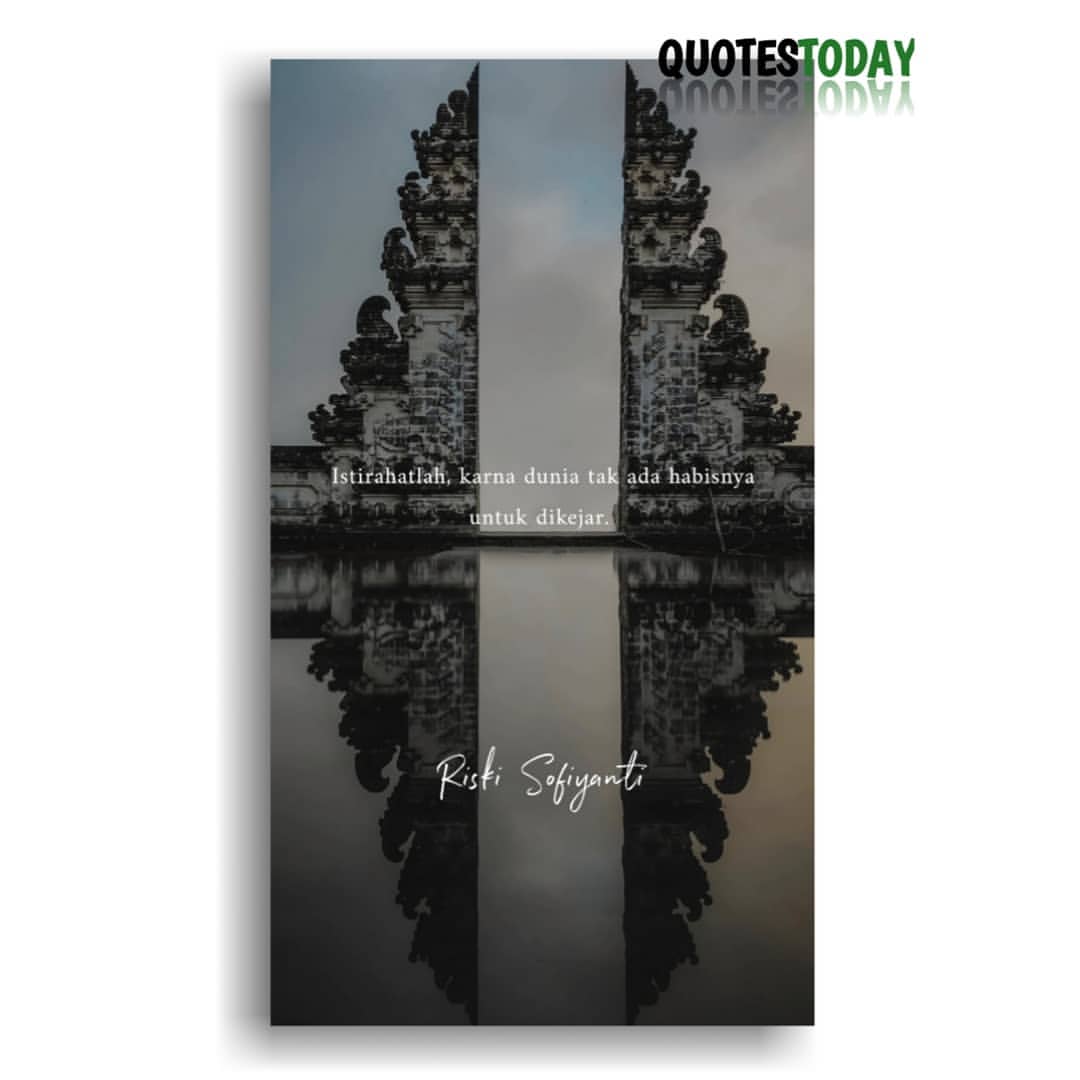 QUOTESTODAY
Istirahatlah, karna dunia tak ada habisnya
untuk dikejar.
Riski Sofiyanti